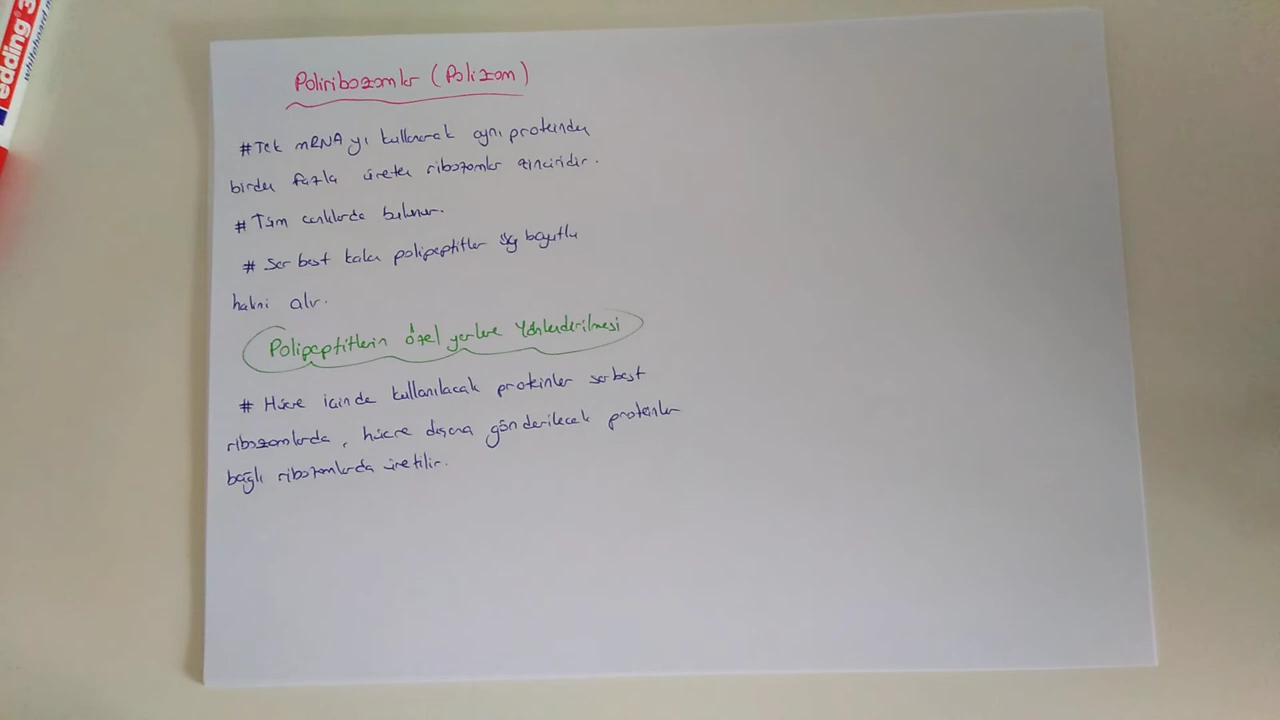 edding 3
whiteboard m
Poliribozomlar (Polizom)
#Tek mRNA yı kullanarak aynı proteinden
birden fazla üreten ribozomlar zinciridir.
# Tüm canlılarda bulunur.
# Serbest kalan polipeptitler üç boyutlu
halini alır.
Polipeptitlerin özel yerlere Yönlendirilmesi
# Hücre içinde kullanılacak proteinler serbest
ribozomlarda, hücre dışına gönderilecek proteinler
bağlı ribozomlarda üretilir.